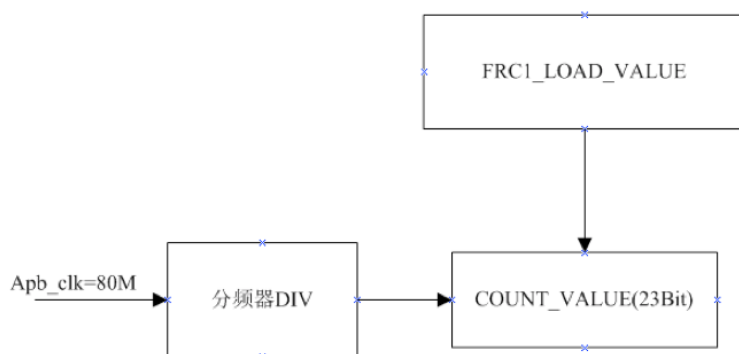 FRC1_LOAD_VALUE
Apb_clk=80M
分频器DIV
COUNT_VALUE(23Bit)